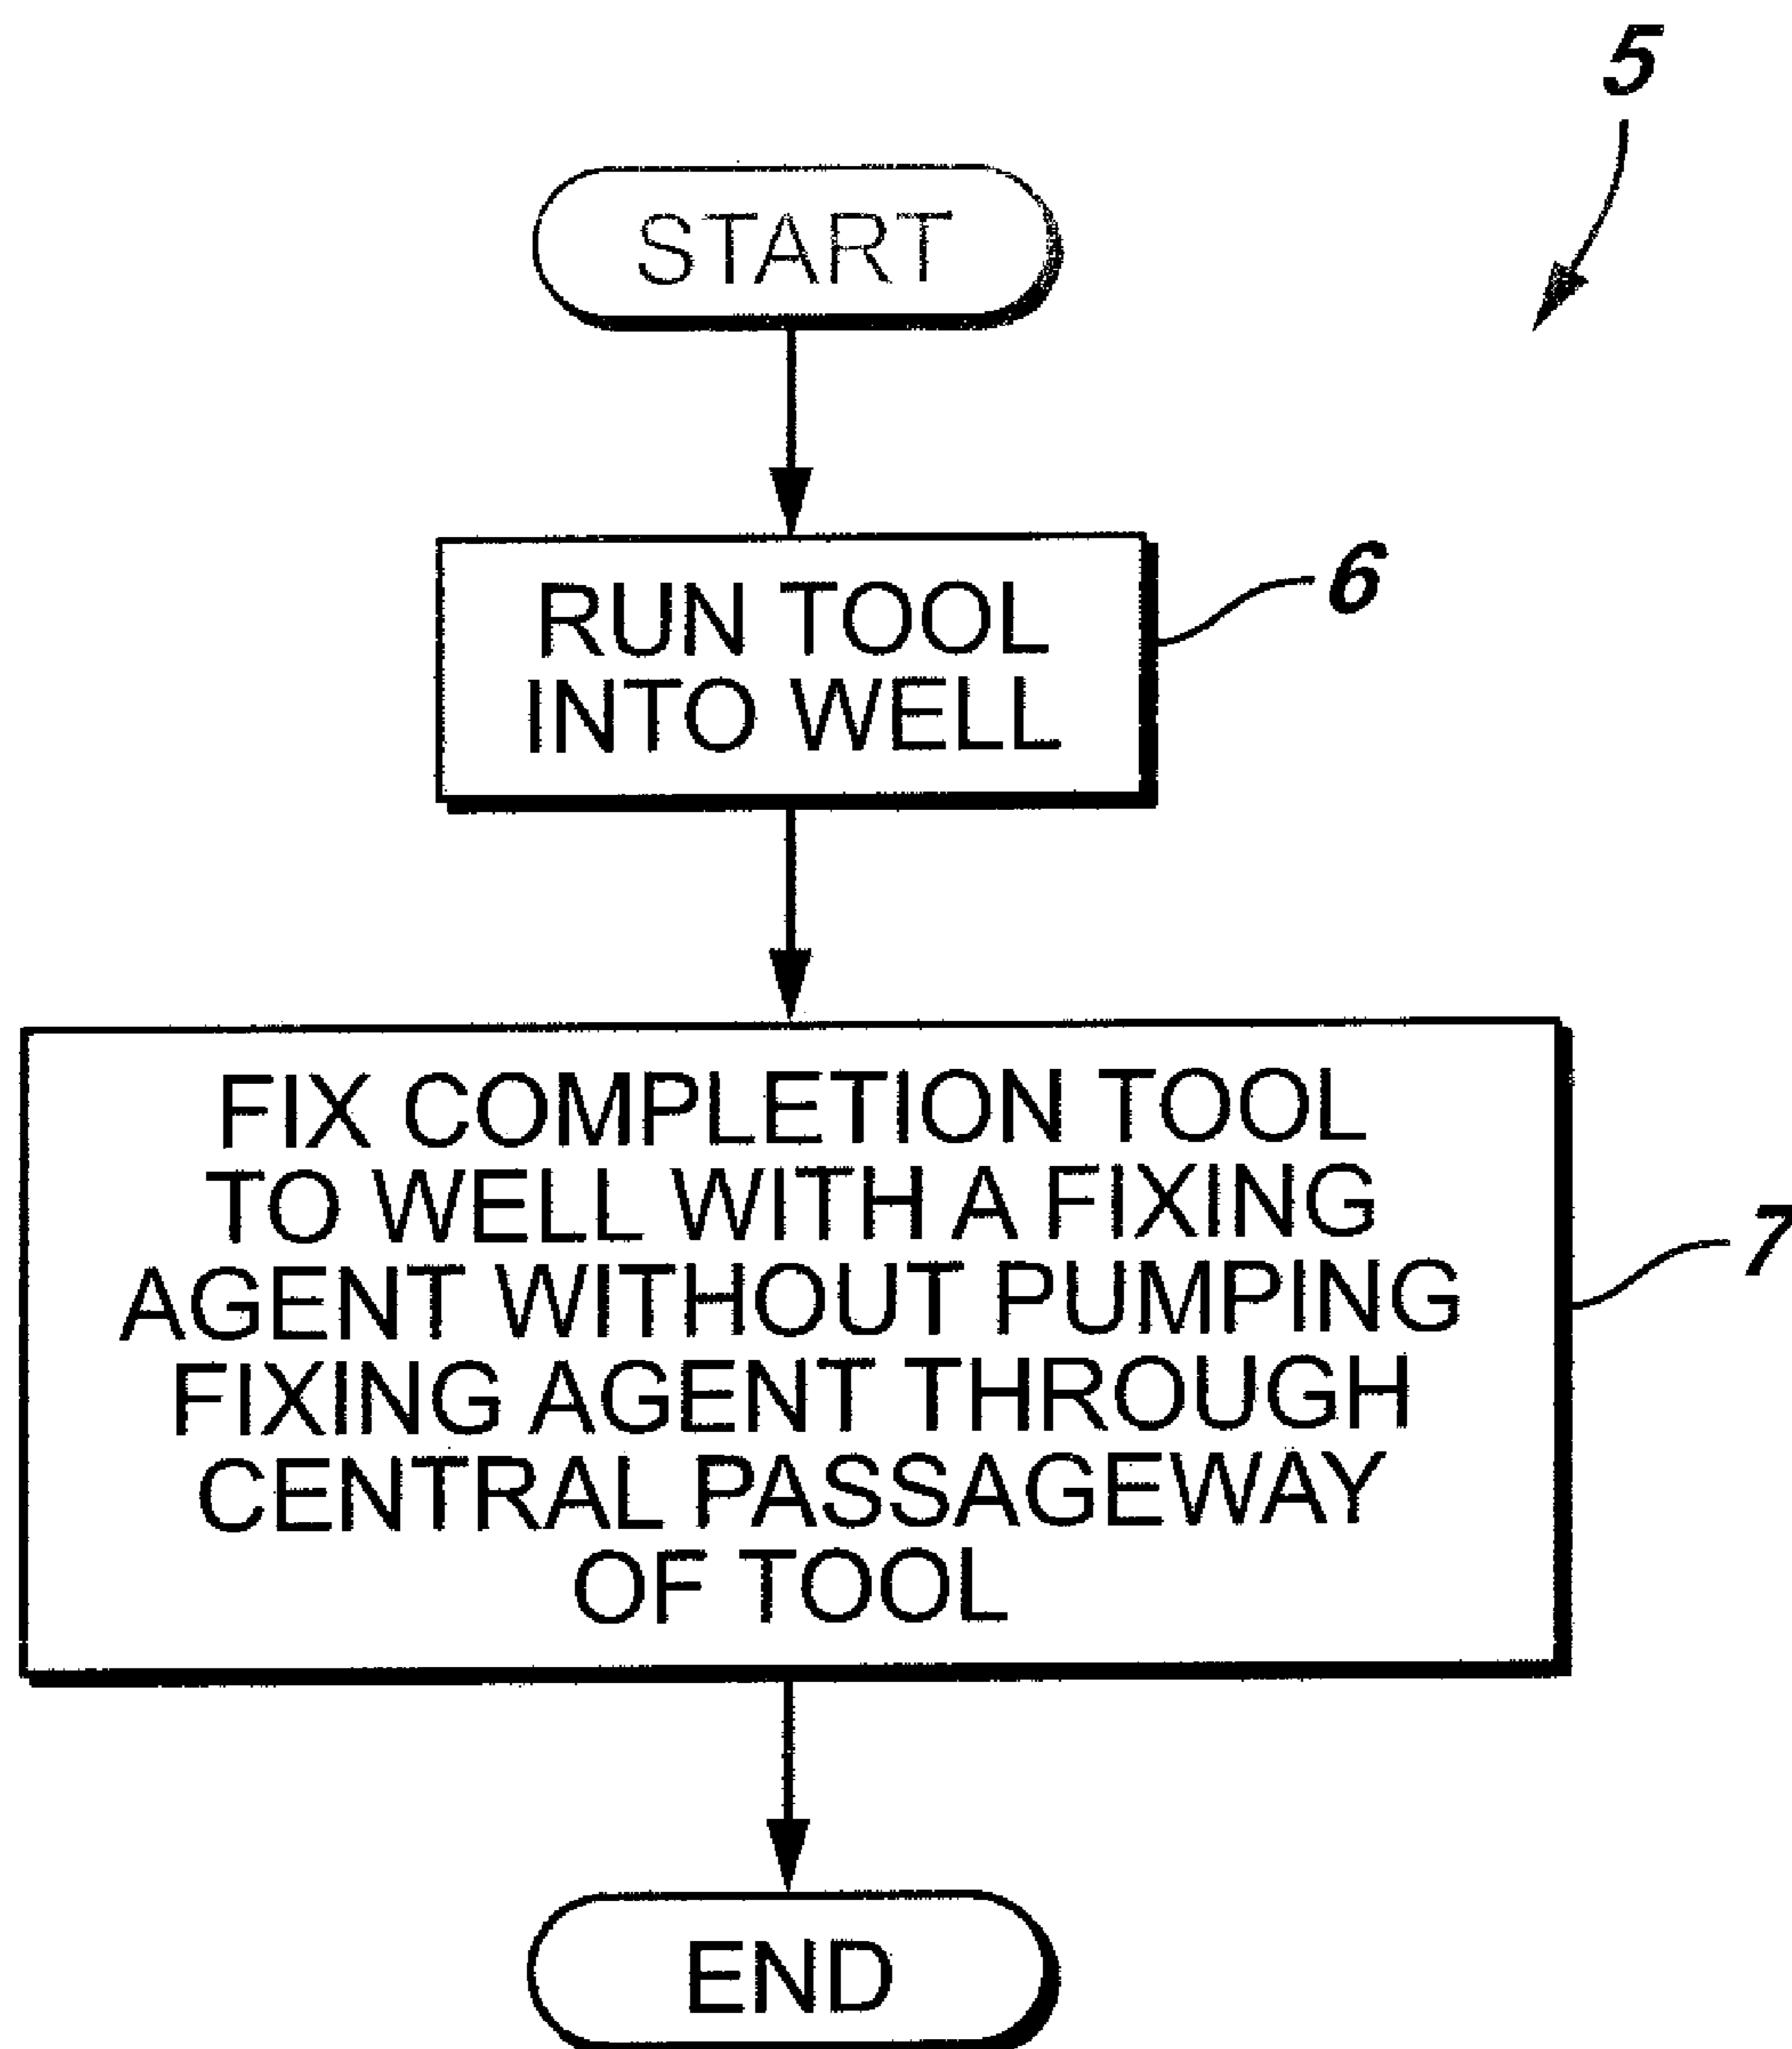 5
START
RUN TOOL
INTO WELL
6
FIX COMPLETION TOOL
TO WELL WITH A FIXING
AGENT WITHOUT PUMPING
FIXING AGENT THROUGH
CENTRAL PASSAGEWAY
OF TOOL
7
END